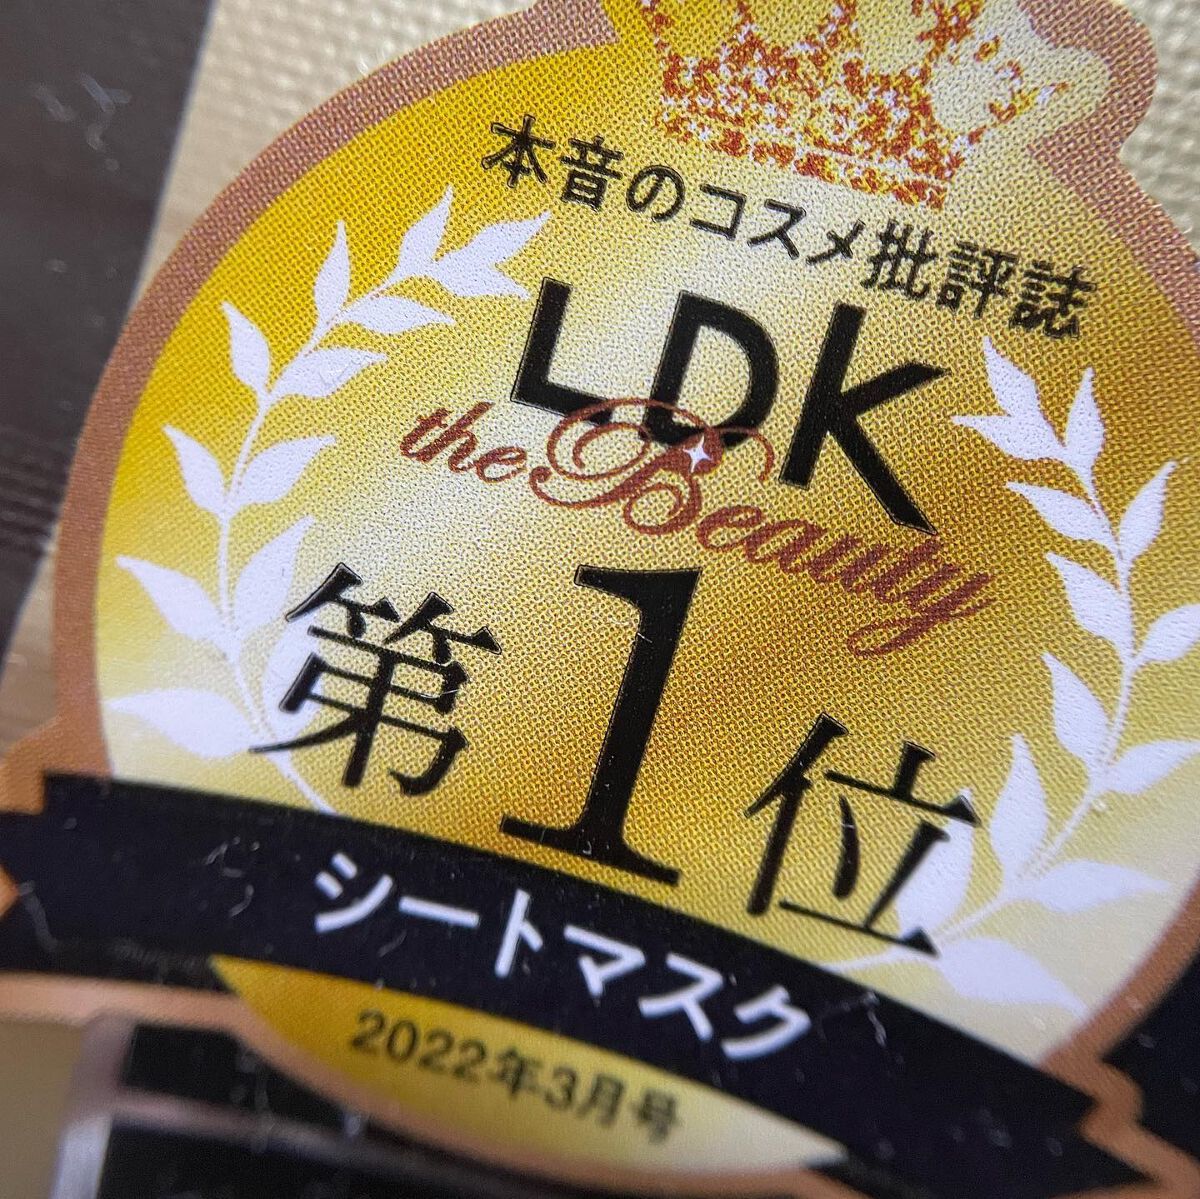 本音のコスメ批評誌
LDK
the Beauty
第1位
シートマスク
2022年3月号